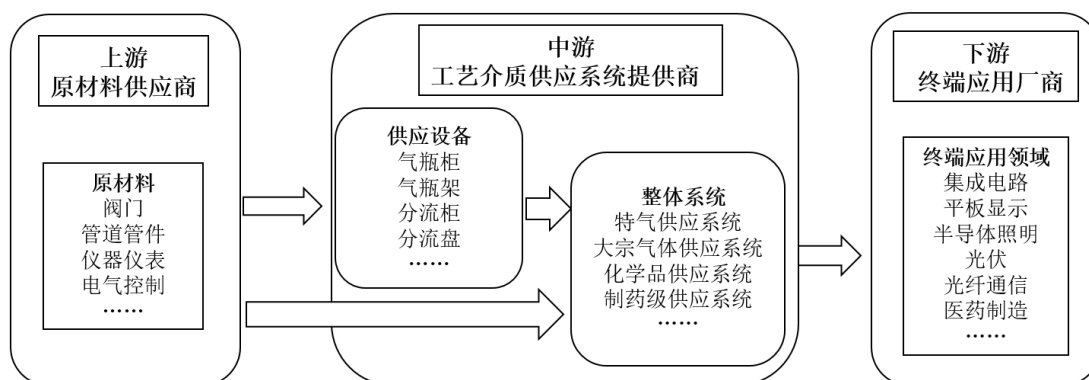 上游
原材料供应商
原材料
阀门
管道管件
仪器仪表
电气控制
……
中游
工艺介质供应系统提供商
供应设备
气瓶柜
气瓶架
分流柜
分流盘
……
整体系统
特气供应系统
大宗气体供应系统
化学品供应系统
制药级供应系统
……
下游
终端应用厂商
终端应用领域
集成电路
平板显示
半导体照明
光伏
光纤通信
医药制造
……